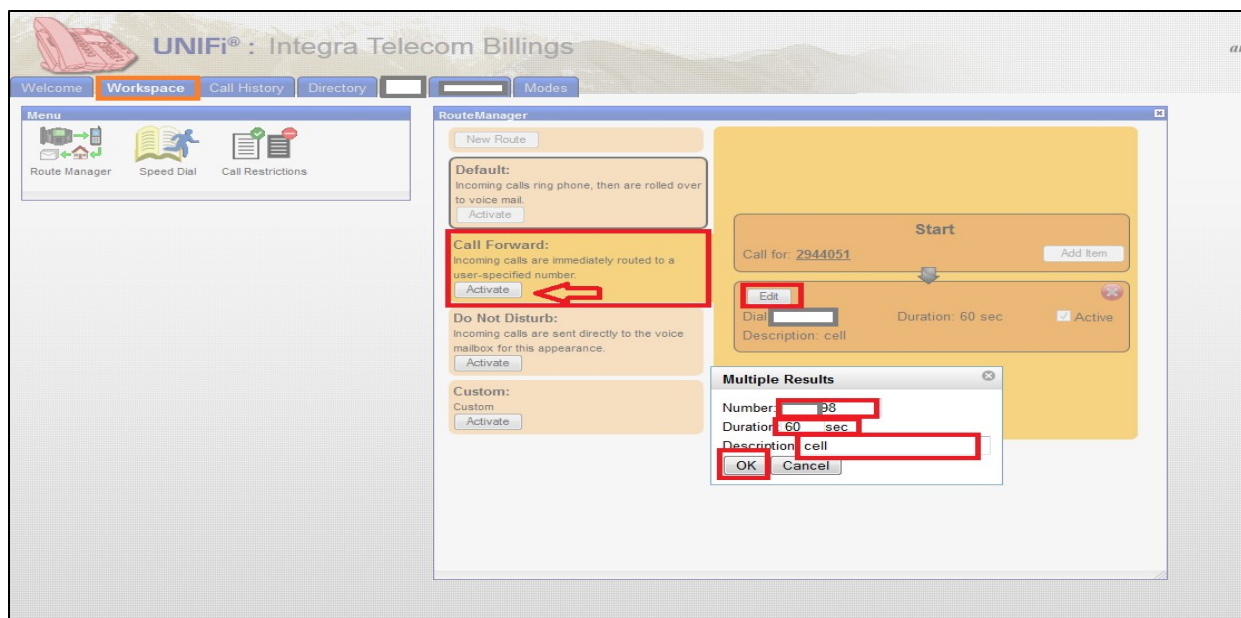 UNIFi® : Integra Telecom Billings
Welcome Workspace Call History Directory Modes
Menu
Route Manager Speed Dial Call Restrictions
RouteManager
New Route
Default:
Incoming calls ring phone, then are rolled over
to voice mail.
Activate
Call Forward:
Incoming calls are immediately routed to a
user-specified number.
Activate
Do Not Disturb:
Incoming calls are sent directly to the voice
mailbox for this appearance.
Activate
Custom:
Custom
Activate
Start
Call for: 2944051 Add Item
Edit
Dial Duration: 60 sec Active
Description: cell
Multiple Results
Number: 98
Duration: 60 sec
Description: cell
OK Cancel